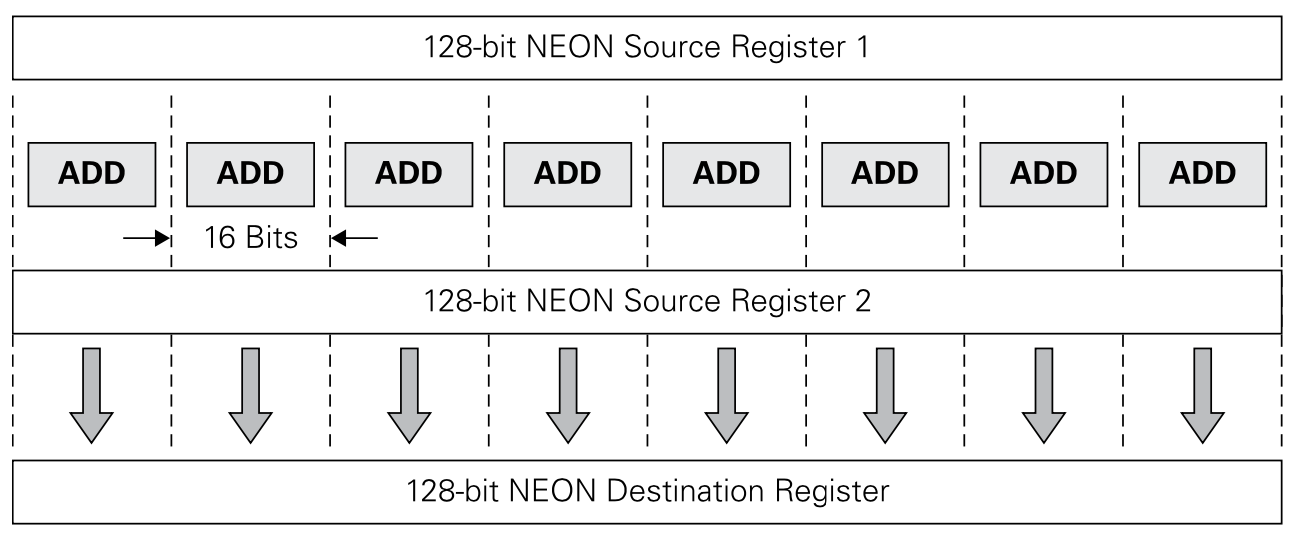 128-bit NEON Source Register 1
ADD ADD ADD ADD ADD ADD ADD ADD
16 Bits
128-bit NEON Source Register 2
128-bit NEON Destination Register